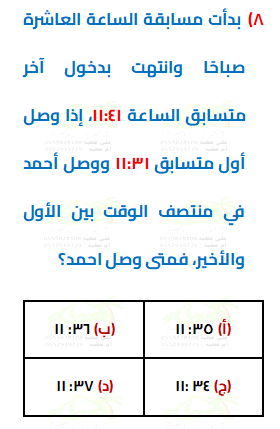 ٨) بدأت مسابقة الساعة العاشرة
صباحًا وانتهت بدخول آخر
متسابق الساعة ١١:٤١، إذا وصل
أول متسابق ١١:٣١ ووصل أحمد
في منتصف الوقت بين الأول
والأخير، فمتى وصل احمد؟
(أ) ١١:٣٥
(ب) ١١:٣٦
(ج) ١١:٣٤
(د) ١١:٣٧